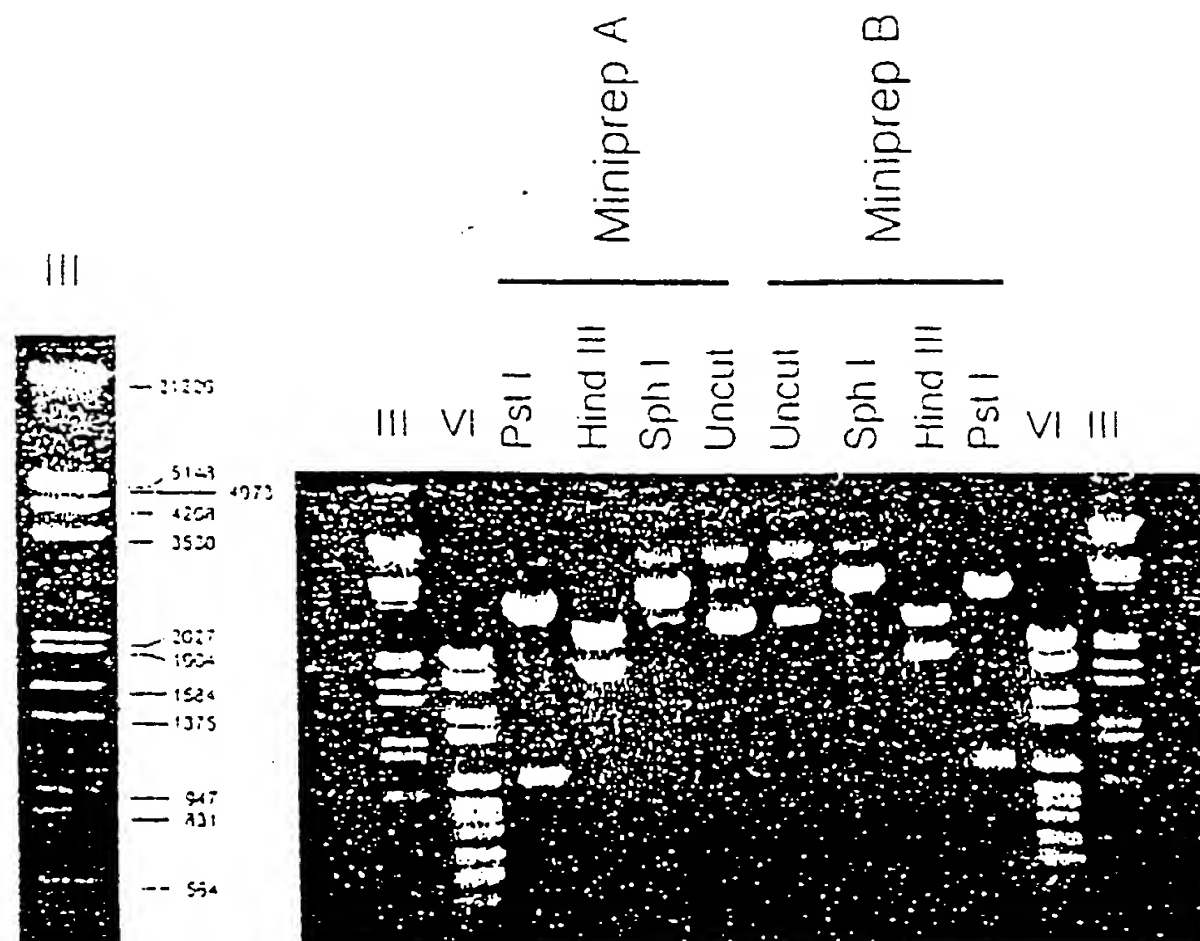 Miniprep A
Miniprep B
III
21226
5148
4973
4268
3530
2027
1904
1584
1375
947
831
564
III
VI
Pst I
Hind III
Sph I
Uncut
Uncut
Sph I
Hind III
Pst I
VI
III